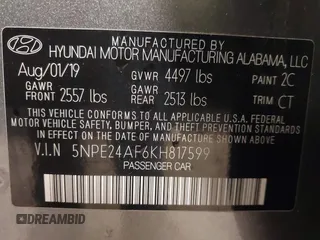 MANUFACTURED BY
HYUNDAI MOTOR MANUFACTURING ALABAMA, LLC
Aug/01/19 GVWR 4497 lbs PAINT 2C
GAWR FRONT 2557 lbs GAWR REAR 2513 lbs TRIM CT
THIS VEHICLE CONFORMS TO ALL APPLICABLE U.S.A. FEDERAL
MOTOR VEHICLE SAFETY, BUMPER, AND THEFT PREVENTION
STANDARDS IN EFFECT ON THE DATE OF MANUFACTURE SHOWN ABOVE.
V.I.N 5NPE24AF6KH817599
PASSENGER CAR
DREAMBID